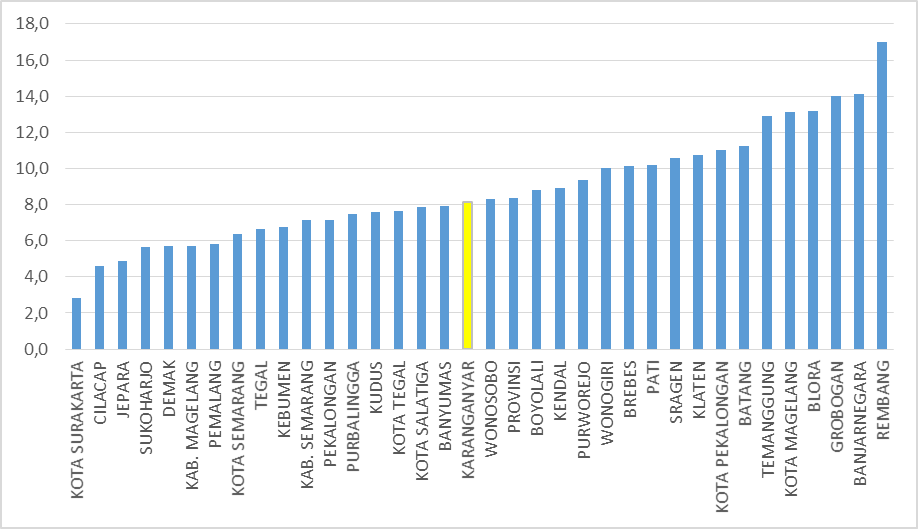 18,0
16,0
14,0
12,0
10,0
8,0
6,0
4,0
2,0
0,0
KOTA SURAKARTA
CILACAP
JEPARA
SUKOHARJO
DEMAK
KAB. MAGELANG
PEMALANG
KOTA SEMARANG
TEGAL
KEBUMEN
KAB. SEMARANG
PEKALONGAN
PURBALINGGA
KUDUS
KOTA TEGAL
KOTA SALATIGA
BANYUMAS
KARANGANYAR
WONOSOBO
PROVINSI
BOYOLALI
KENDAL
PURWOREJO
WONOGIRI
BREBES
PATI
SRAGEN
KLATEN
KOTA PEKALONGAN
BATANG
TEMANGGUNG
KOTA MAGELANG
BLORA
GROBOGAN
BANJARNEGARA
REMBANG